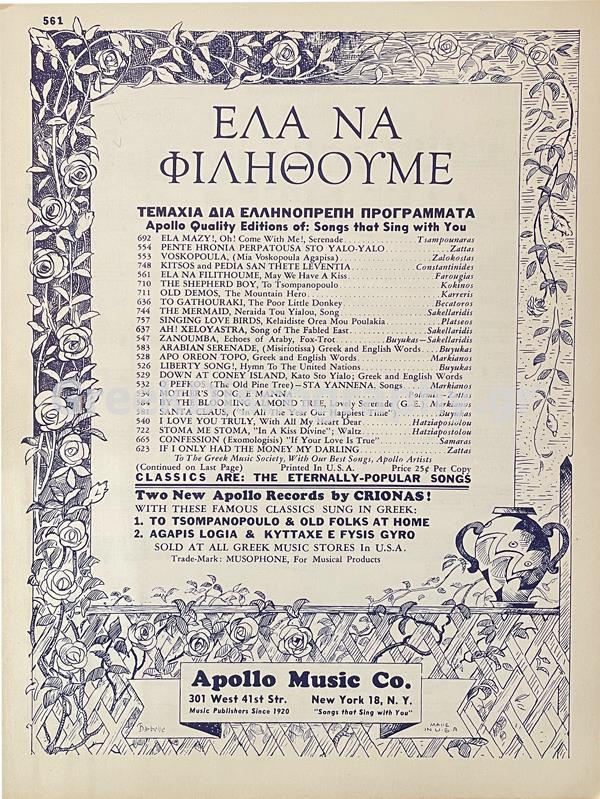 561
ΕΛΑ ΝΑ
ΦΙΛΗΘΟΥΜΕ
ΤΕΜΑΧΙΑ ΔΙΑ ΕΛΛΗΝΟΠΡΕΠΗ ΠΡΟΓΡΑΜΜΑΤΑ
Apollo Quality Editions of: Songs that Sing with You
692 ELA MAZY!, Oh! Come With Me!, Serenade Tsampounaras
554 PENTE HRONIA PERPATOUSA STO YALO-YALO Zattas
553 VOSKOPOULA, (Mia Voskopoula Agapisa) Zalokostas
748 KITSOS and PEDIA SAN THETE LEVENTIA Constantinides
561 ELA NA FILITHOUME, May We Have A Kiss Farougias
710 THE SHEPHERD BOY, To Tsompanopoulo Kokinos
711 OLD DEMOS, The Mountain Hero Karreris
636 TO GATHOURAKI, The Poor Little Donkey Becatoros
744 THE MERMAID, Neraida Tou Yialou, Song Sakellaridis
757 SINGING LOVE BIRDS, Kelaidiste Orea Mou Poulakia Platseos
637 AH! XELOYASTRA, Song of The Fabled East Sakellaridis
547 ZANOUMBA, Echoes of Araby, Fox-Trot Buyukas—Sakellaridis
583 ARABIAN SERENADE, (Misiriotissa) Greek and English Words Buyukas
528 APO OREON TOPO, Greek and English Words Markianos
526 LIBERTY SONG!, Hymn To The United Nations Buyukas
529 DOWN AT CONEY ISLAND, Kato Sto Yialo; Greek and English Words
532 O PEFKOS (The Old Pine Tree)—STA YANNENA, Songs Markianos
MOTHER'S SONG, E MANNA
584 IN THE BLOOMING ALMOND TREE; Fantasy Serenade (G.E.) Markianos
581 SANTA CLAUS, ("In All The Year Our Happiest Time") Buyukas
540 I LOVE YOU TRULY, With All My Heart Dear Hatziapostolou
722 STOMA ME STOMA, "In A Kiss Divine"; Waltz Hatziapostolou
665 CONFESSION (Exomologisis) "If Your Love Is True" Samaras
623 IF I ONLY HAD THE MONEY MY DARLING Zattas
To The Greek Music Society, With Our Best Songs, Apollo Artists
(Continued on Last Page) Printed In U.S.A. Price 25¢ Per Copy
CLASSICS ARE: THE ETERNALLY-POPULAR SONGS
Two New Apollo Records by CRIONAS!
WITH THESE FAMOUS CLASSICS SUNG IN GREEK:
1. TO TSOMPANOPOULO & OLD FOLKS AT HOME
2. AGAPIS LOGIA & KYTTAXE E FYSIS GYRO
SOLD AT ALL GREEK MUSIC STORES In U.S.A.
Trade-Mark: MUSOPHONE, For Musical Products
Apollo Music Co.
301 West 41st Str. New York 18, N. Y.
Music Publishers Since 1920 "Songs that Sing with You"
Barbelle
MADE
IN U.S.A